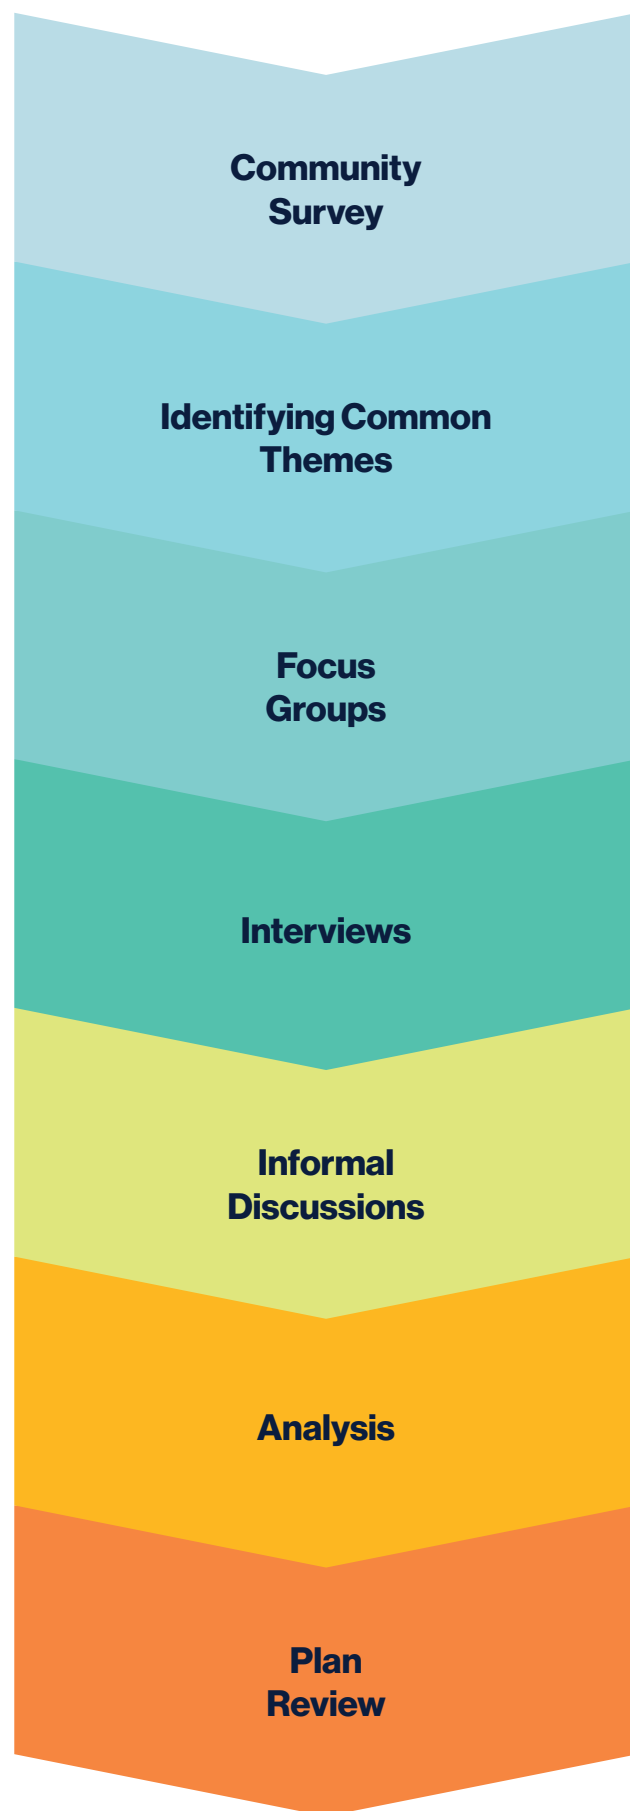 Community
Survey
Identifying Common
Themes
Focus
Groups
Interviews
Informal
Discussions
Analysis
Plan
Review